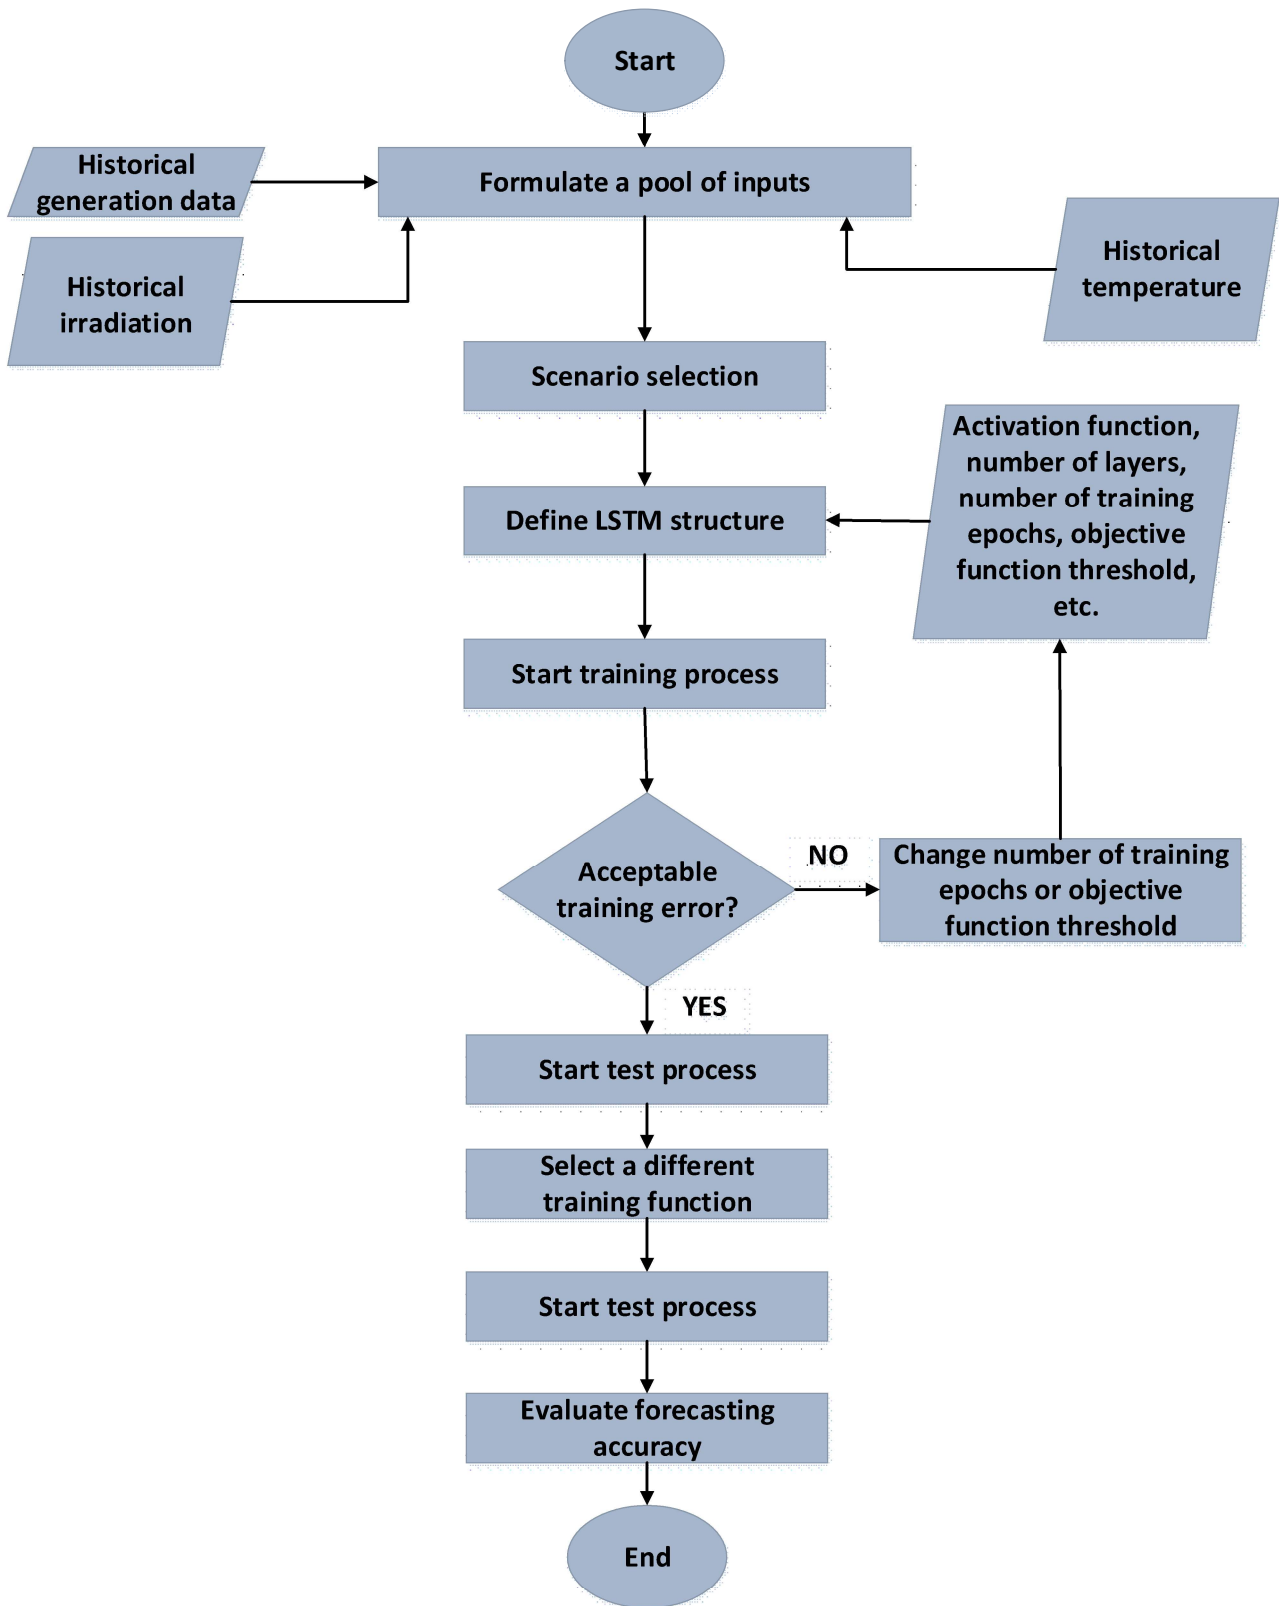 Start
Historical
generation data
Formulate a pool of inputs
Historical
irradiation
Historical
temperature
Scenario selection
Activation function,
number of layers,
number of training
epochs, objective
function threshold,
etc.
Define LSTM structure
Start training process
Acceptable
training error?
NO
Change number of training
epochs or objective
function threshold
YES
Start test process
Select a different
training function
Start test process
Evaluate forecasting
accuracy
End